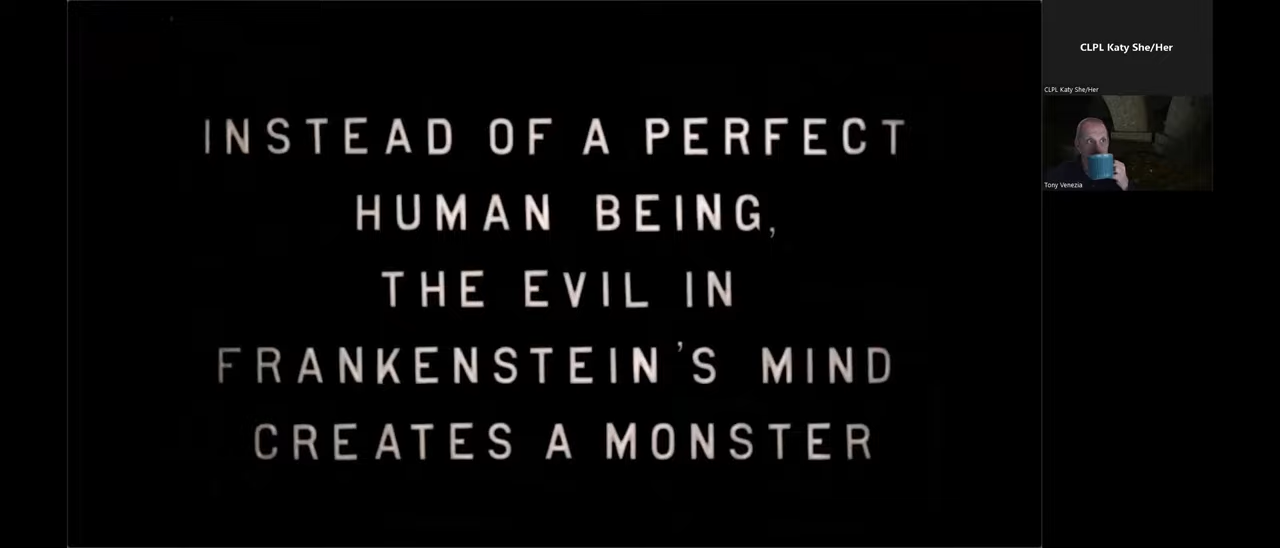 INSTEAD OF A PERFECT
HUMAN BEING,
THE EVIL IN
FRANKENSTEIN'S MIND
CREATES A MONSTER
CLPL Katy She/Her
CLPL Katy She/Her
Tony Venezia